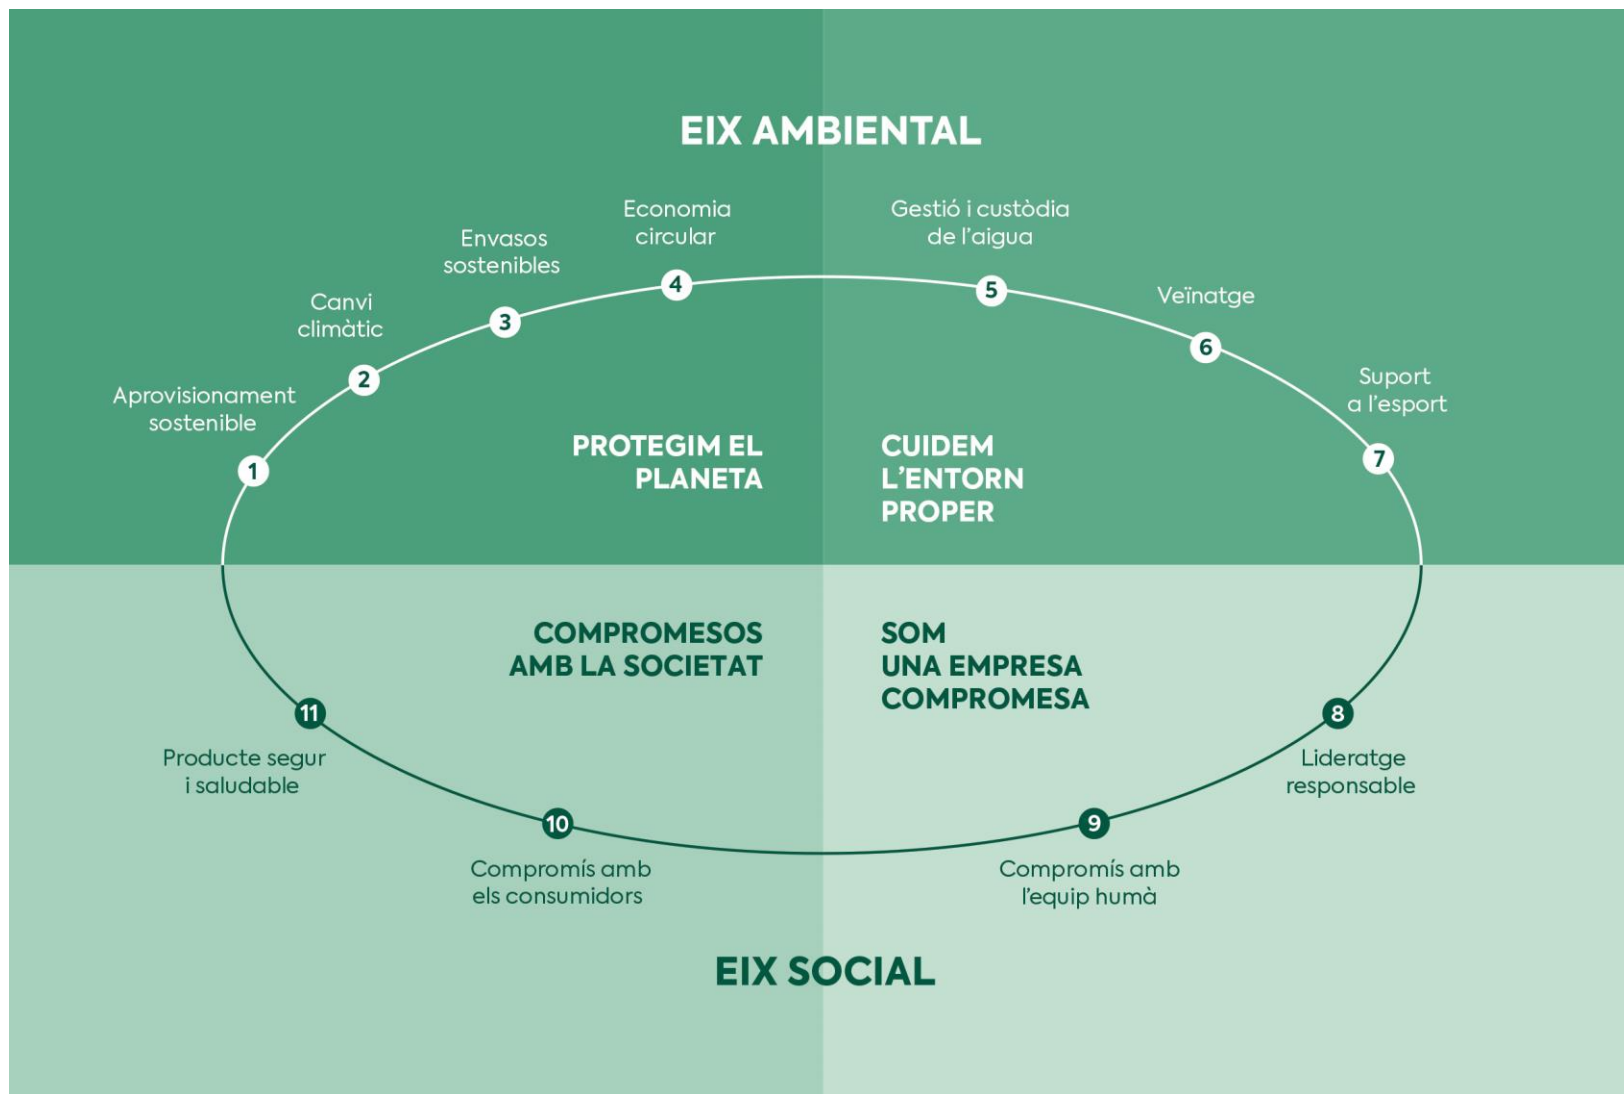 EIX AMBIENTAL
Economia
circular
Gestió i custòdia
de l'aigua
Envasos
sostenibles
Veïnatge
Canvi
climàtic
Suport
a l'esport
Aprovisionament
sostenible
4
5
3
6
2
7
1
PROTEGIM EL
PLANETA
CUIDEM
L'ENTORN
PROPER
COMPROMESOS
AMB LA SOCIETAT
SOM
UNA EMPRESA
COMPROMESA
11
Producte segur
i saludable
8
Lideratge
responsable
10
Compromís amb
els consumidors
9
Compromís amb
l'equip humà
EIX SOCIAL